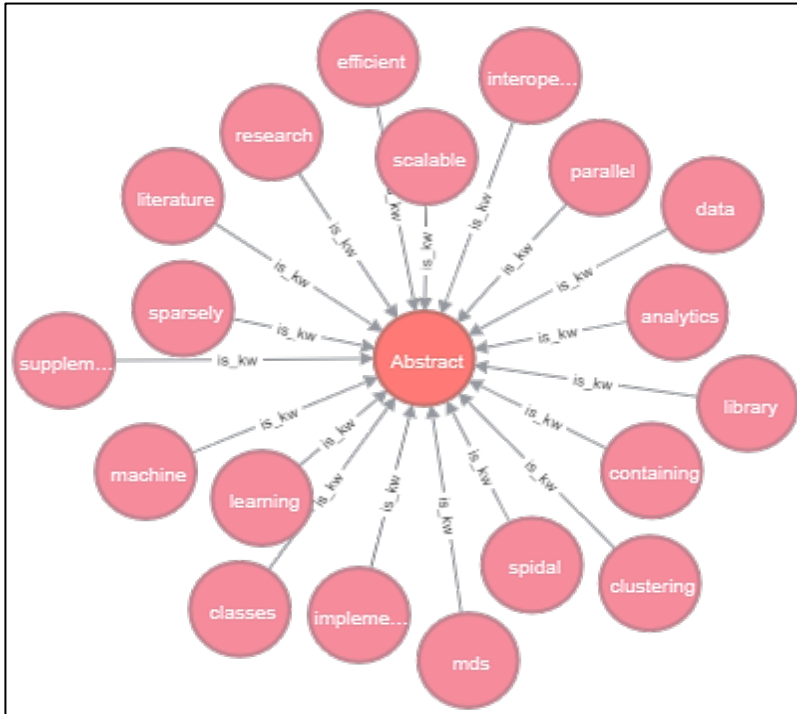 efficient
interope...
research
scalable
parallel
literature
data
is_kw
is_kw
is_kw
is_kw
is_kw
is_kw
is_kw
sparsely
is_kw
Abstract
is_kw
analytics
supplem...
is_kw
is_kw
library
machine
is_kw
is_kw
containing
learning
is_kw
is_kw
classes
is_kw
is_kw
is_kw
is_kw
spidal
clustering
impleme...
mds